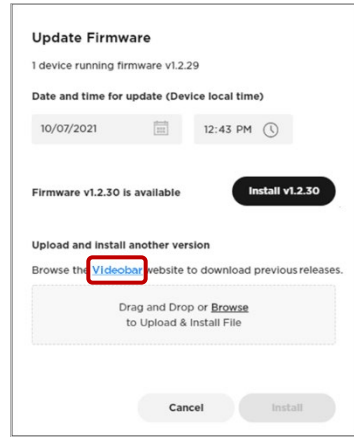 Update Firmware
1 device running firmware v1.2.29
Date and time for update (Device local time)
10/07/2021 12:43 PM
Firmware v1.2.30 is available Install v1.2.30
Upload and install another version
Browse the Videobar website to download previous releases.
Drag and Drop or Browse
to Upload & Install File
Cancel Install